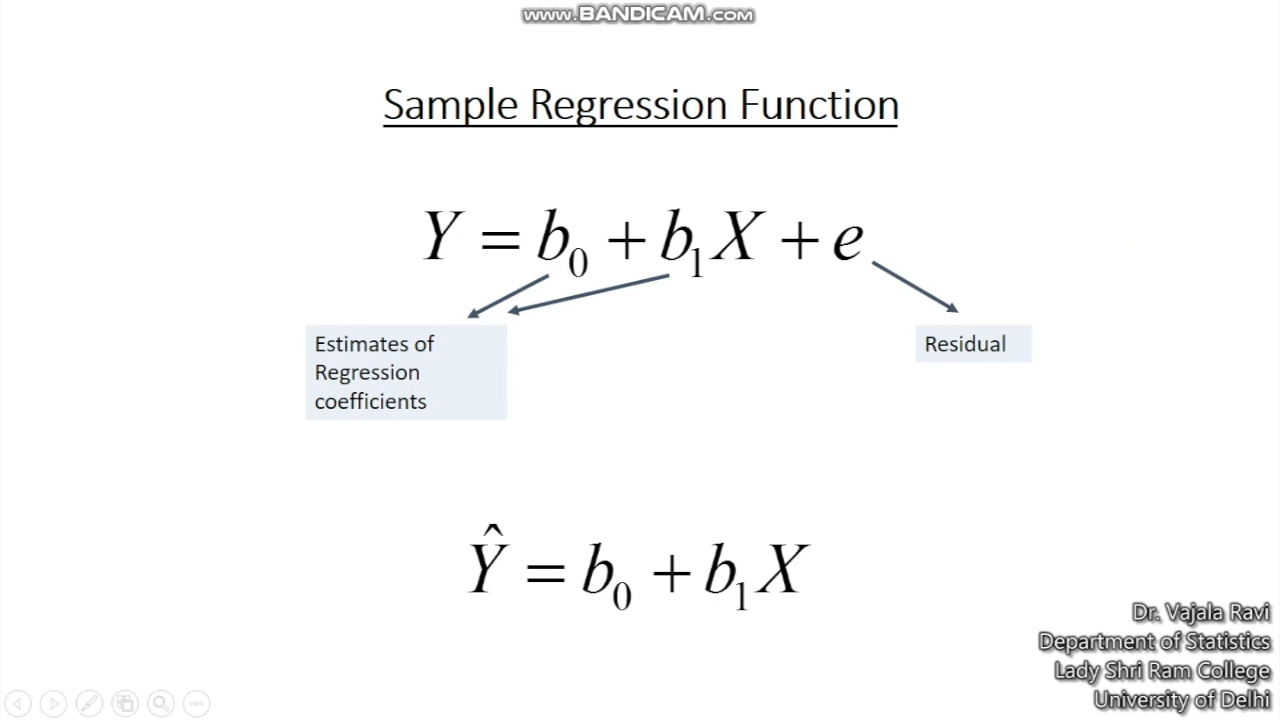 www.BANDICAM.com
Sample Regression Function
Y = b₀ + b₁X + e
Estimates of
Regression
coefficients
Residual
Ŷ = b₀ + b₁X
Dr. Vajala Ravi
Department of Statistics
Lady Shri Ram College
University of Delhi